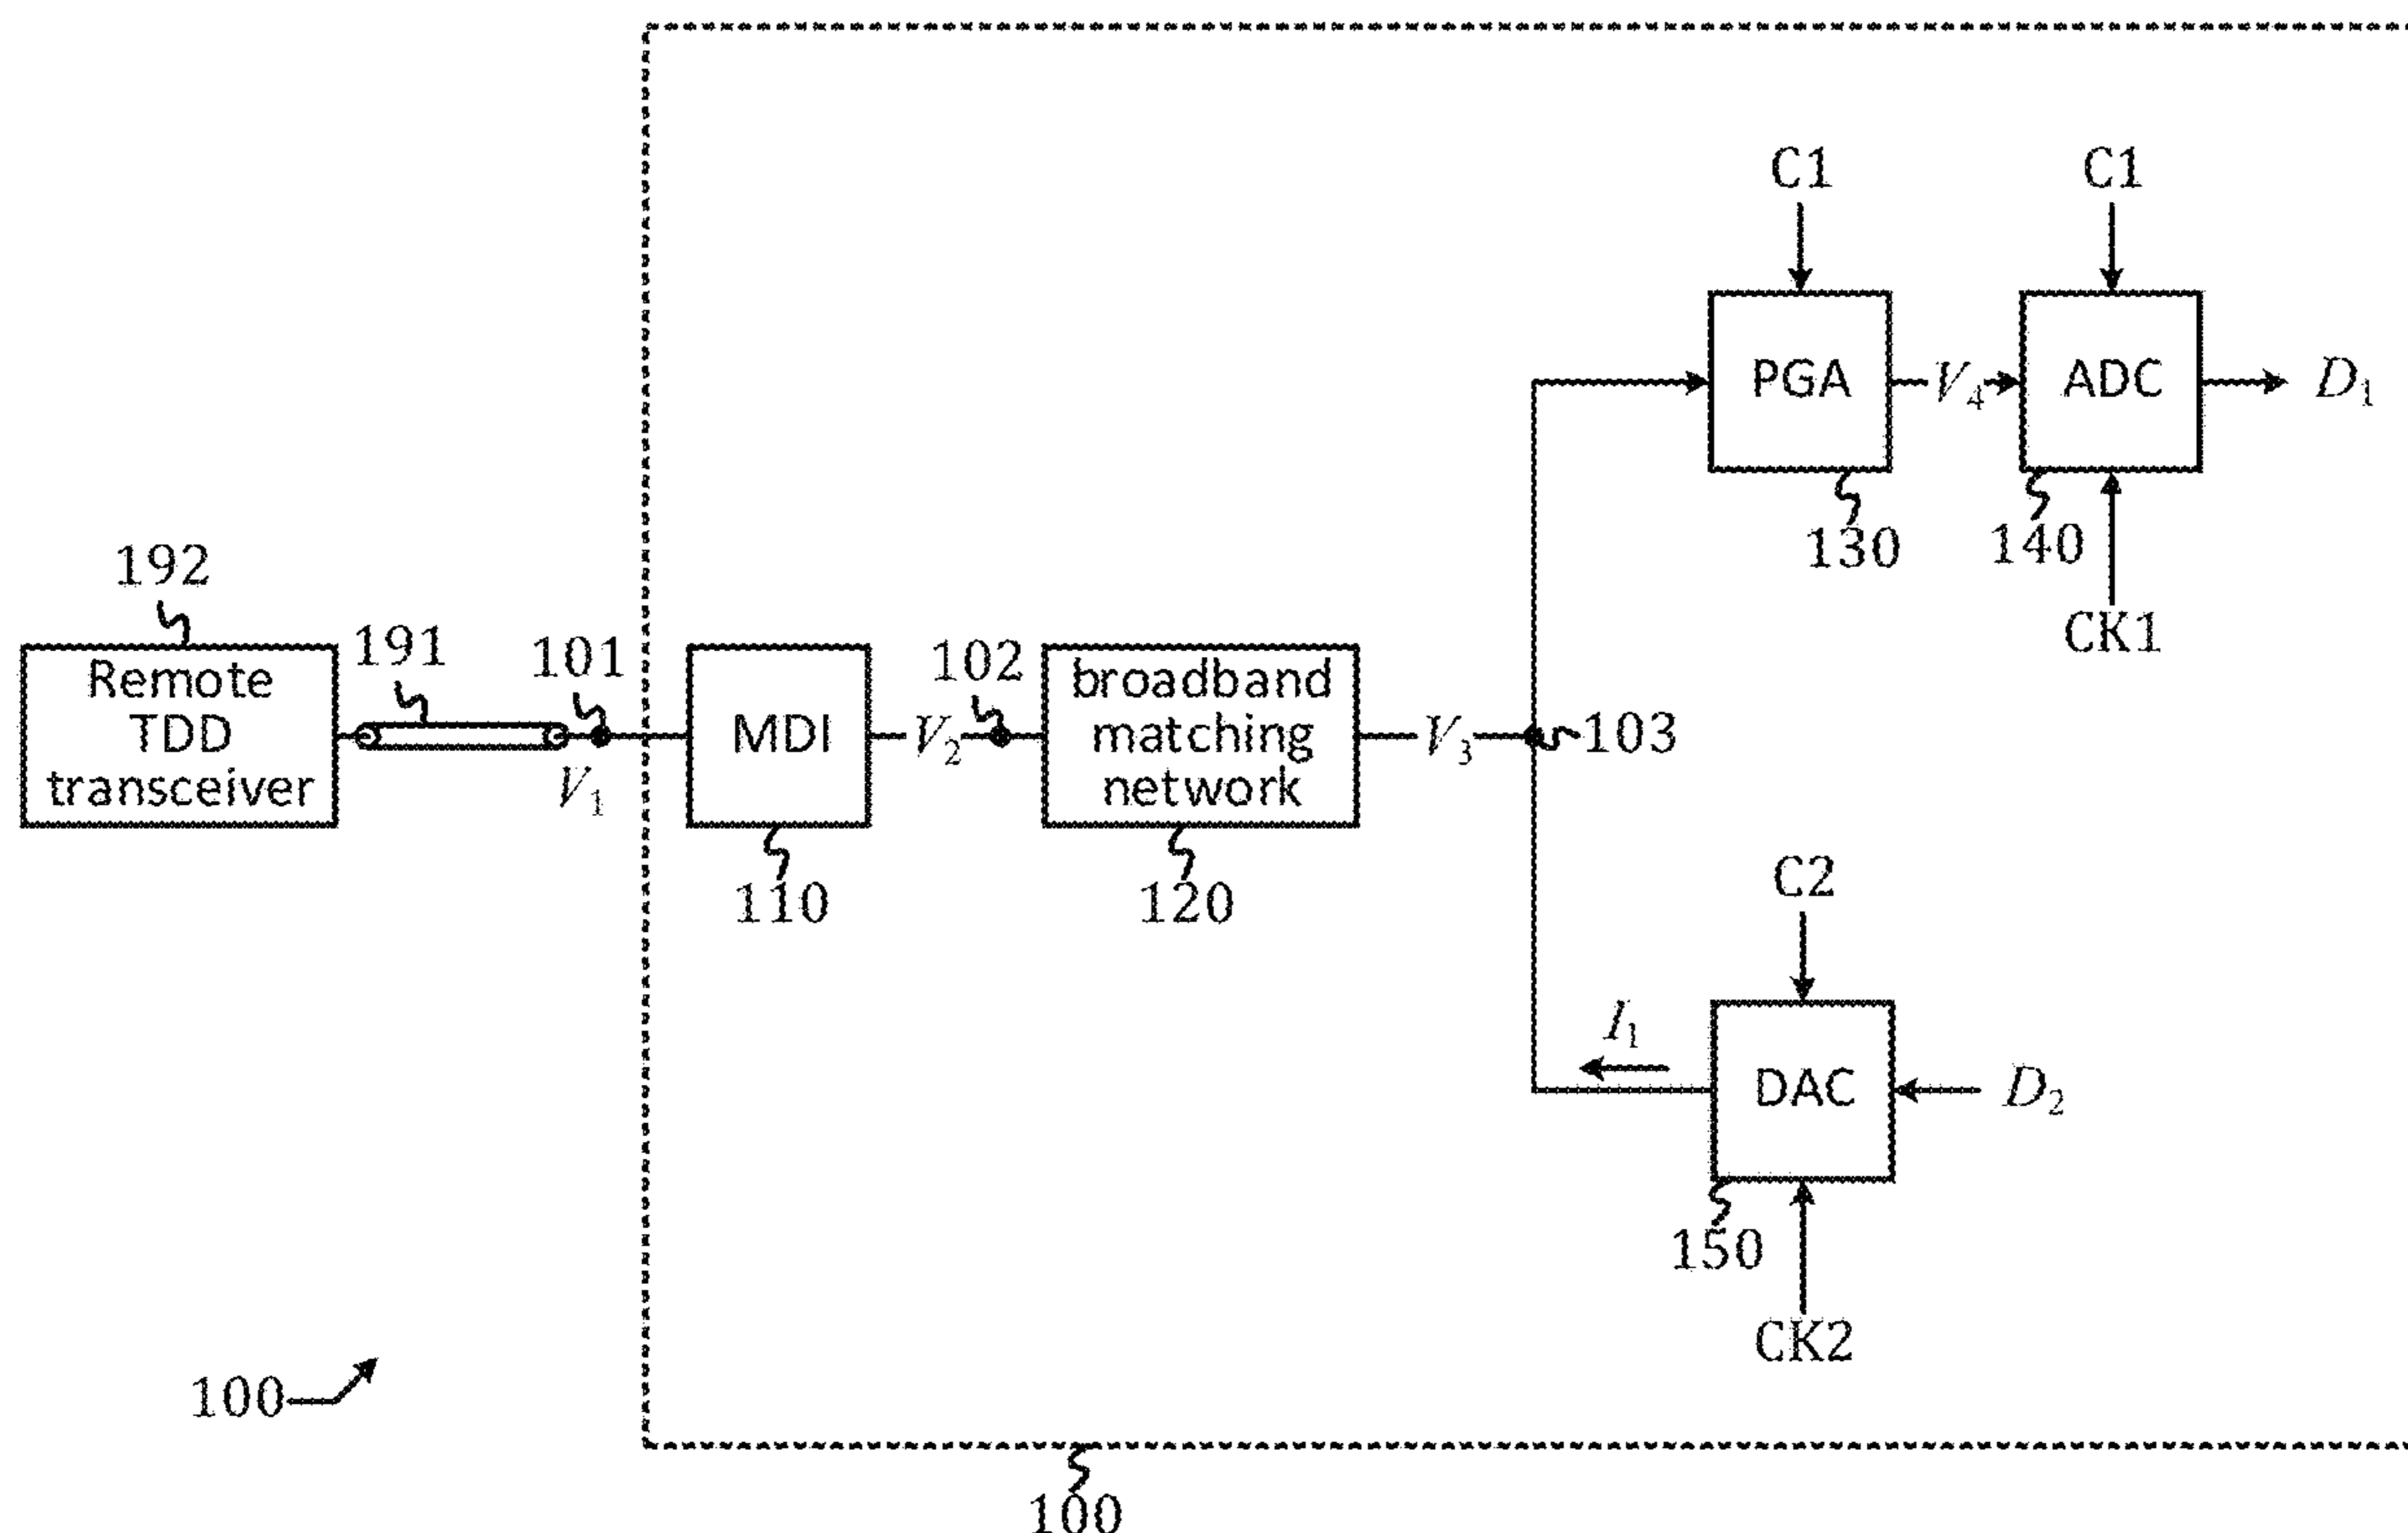 C1
C1
PGA
V4
ADC
D1
130
140
CK1
192
191
101
102
Remote
TDD
transceiver
V1
MDI
V2
broadband
matching
network
V3
103
110
120
C2
I1
DAC
D2
150
CK2
100
100